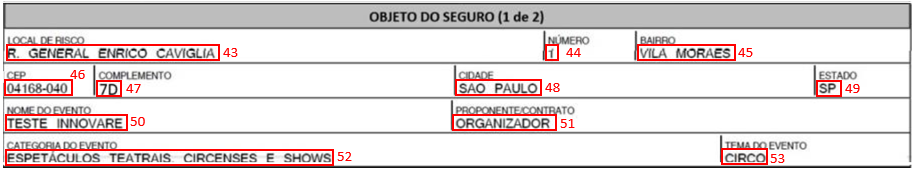 OBJETO DO SEGURO (1 de 2)
LOCAL DE RISCO NÚMERO BAIRRO
R. GENERAL ENRICO CAVIGLIA 43 1 44 VILA MORAES 45
CEP 46 COMPLEMENTO CIDADE ESTADO
04168-040 7D 47 SAO PAULO 48 SP 49
NOME DO EVENTO PROPONENTE/CONTRATO
TESTE INNOVARE 50 ORGANIZADOR 51
CATEGORIA DO EVENTO TEMA DO EVENTO
ESPETÁCULOS TEATRAIS CIRCENSES E SHOWS 52 CIRCO 53